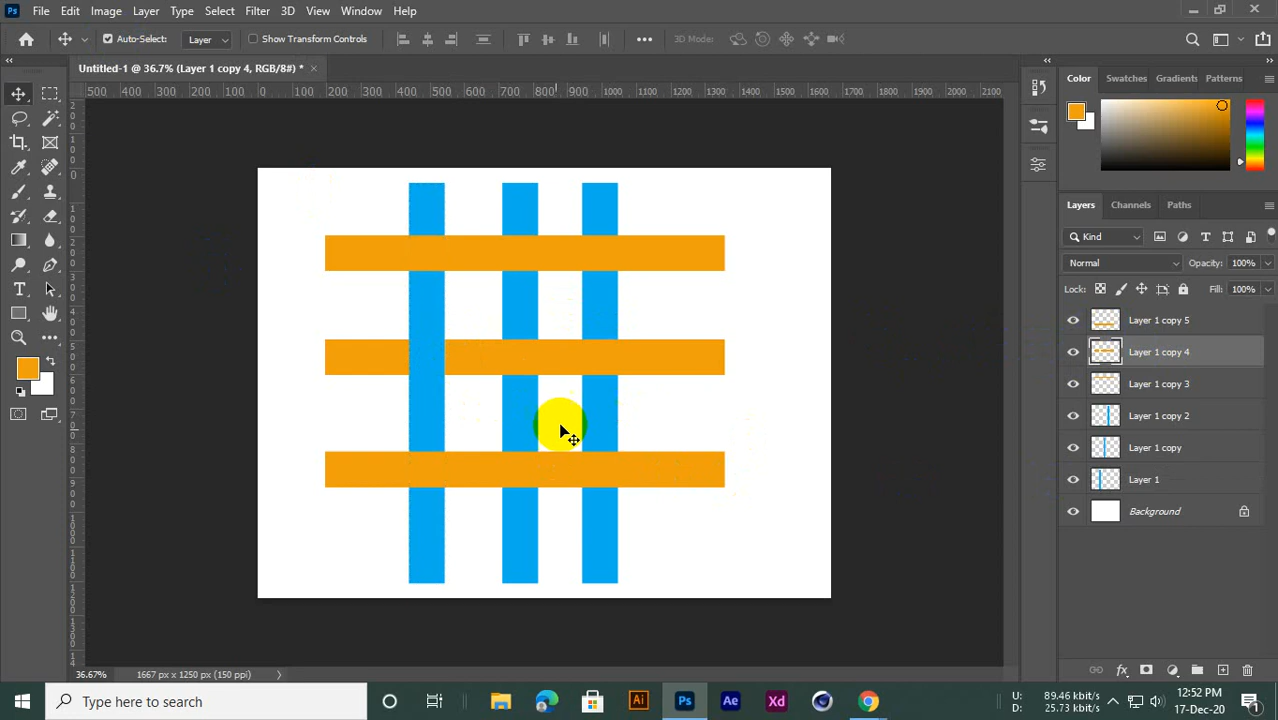 Ps File Edit Image Layer Type Select Filter 3D View Window Help
Auto-Select: Layer Show Transform Controls 3D Mode:
Untitled-1 @ 36.7% (Layer 1 copy 4, RGB/8#) *
500 400 300 200 100 0 100 200 300 400 500 600 700 800 900 1000 1100 1200 1300 1400 1500 1600 1700 1800 1900 2000 2100
Color Swatches Gradients Patterns
Layers Channels Paths
Kind
Normal Opacity: 100%
Lock: Fill: 100%
Layer 1 copy 5
Layer 1 copy 4
Layer 1 copy 3
Layer 1 copy 2
Layer 1 copy
Layer 1
Background
36.67% 1667 px x 1250 px (150 ppi)
Type here to search
Ai Ps Ae Xd
U: 89.46 kbit/s
D: 25.73 kbit/s
12:52 PM
17-Dec-20